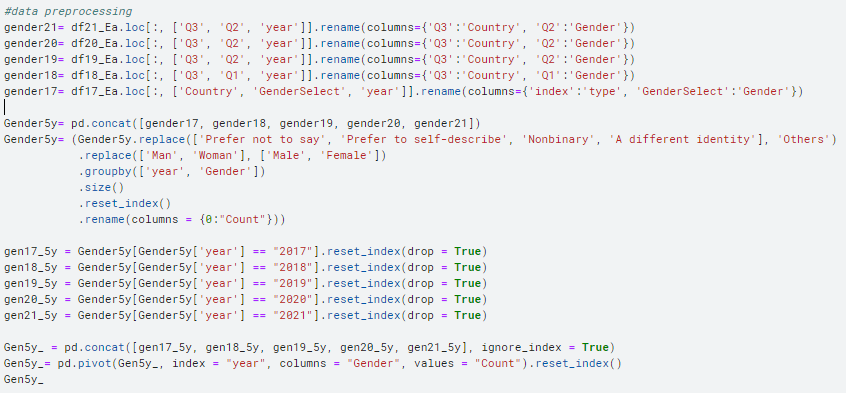 #data preprocessing
gender21= df21_Ea.loc[:, ['Q3', 'Q2', 'year']].rename(columns={'Q3':'Country', 'Q2':'Gender'})
gender20= df20_Ea.loc[:, ['Q3', 'Q2', 'year']].rename(columns={'Q3':'Country', 'Q2':'Gender'})
gender19= df19_Ea.loc[:, ['Q3', 'Q2', 'year']].rename(columns={'Q3':'Country', 'Q2':'Gender'})
gender18= df18_Ea.loc[:, ['Q3', 'Q1', 'year']].rename(columns={'Q3':'Country', 'Q1':'Gender'})
gender17= df17_Ea.loc[:, ['Country', 'GenderSelect', 'year']].rename(columns={'index':'type', 'GenderSelect':'Gender'})
Gender5y= pd.concat([gender17, gender18, gender19, gender20, gender21])
Gender5y= (Gender5y.replace(['Prefer not to say', 'Prefer to self-describe', 'Nonbinary', 'A different identity'], 'Others')
.replace(['Man', 'Woman'], ['Male', 'Female'])
.groupby(['year', 'Gender'])
.size()
.reset_index()
.rename(columns = {0:"Count"}))
gen17_5y = Gender5y[Gender5y['year'] == "2017"].reset_index(drop = True)
gen18_5y = Gender5y[Gender5y['year'] == "2018"].reset_index(drop = True)
gen19_5y = Gender5y[Gender5y['year'] == "2019"].reset_index(drop = True)
gen20_5y = Gender5y[Gender5y['year'] == "2020"].reset_index(drop = True)
gen21_5y = Gender5y[Gender5y['year'] == "2021"].reset_index(drop = True)
Gen5y_ = pd.concat([gen17_5y, gen18_5y, gen19_5y, gen20_5y, gen21_5y], ignore_index = True)
Gen5y_= pd.pivot(Gen5y_, index = "year", columns = "Gender", values = "Count").reset_index()
Gen5y_